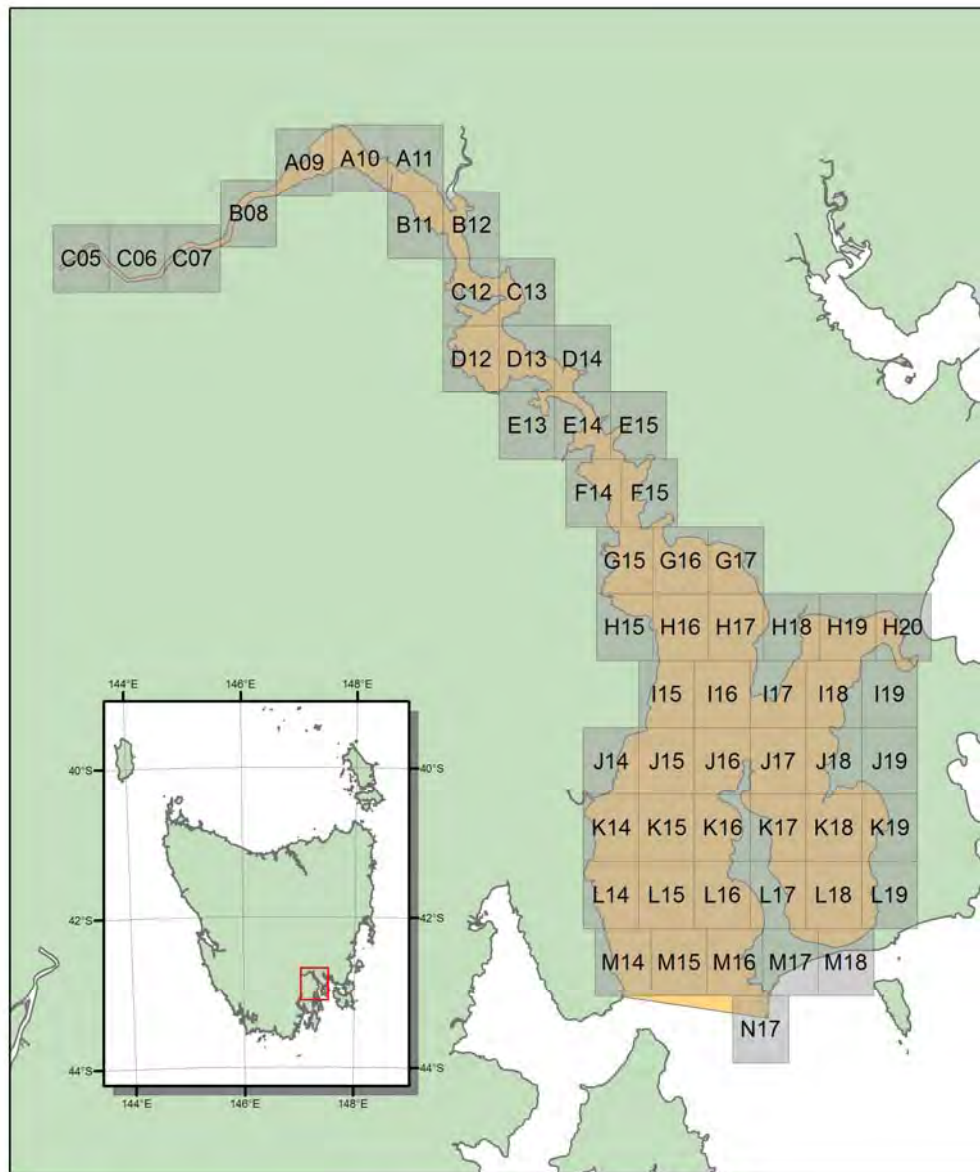 A09 A10 A11
B08 B11 B12
C05 C06 C07 C12 C13
D12 D13 D14
E13 E14 E15
F14 F15
G15 G16 G17
H15 H16 H17 H18 H19 H20
I15 I16 I17 I18 I19
J14 J15 J16 J17 J18 J19
K14 K15 K16 K17 K18 K19
L14 L15 L16 L17 L18 L19
M14 M15 M16 M17 M18
N17
144°E 146°E 148°E
40°S 40°S
42°S 42°S
44°S 44°S
144°E 146°E 148°E